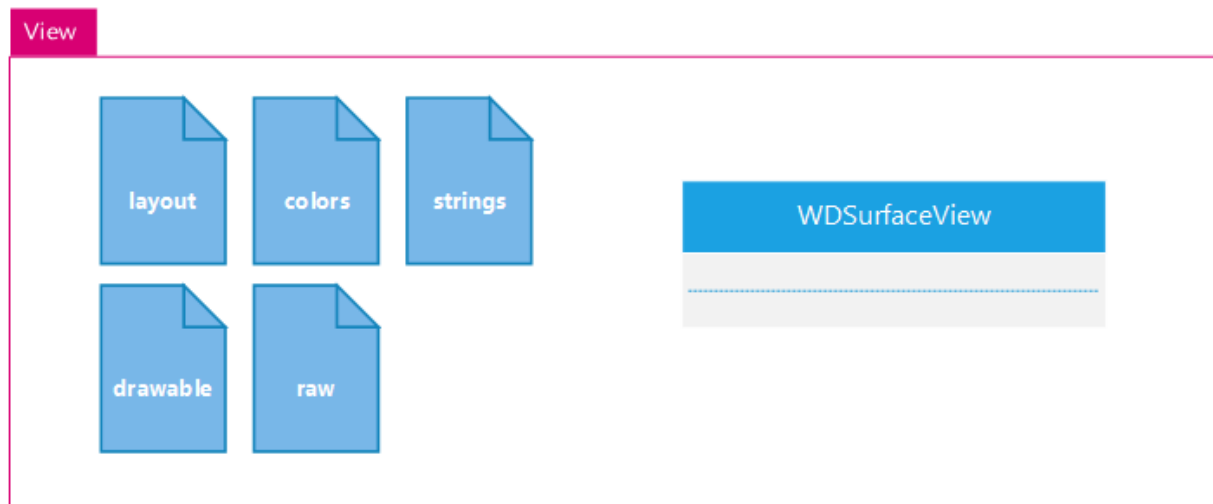 View
layout
colors
strings
WDSurfaceView
drawable
raw